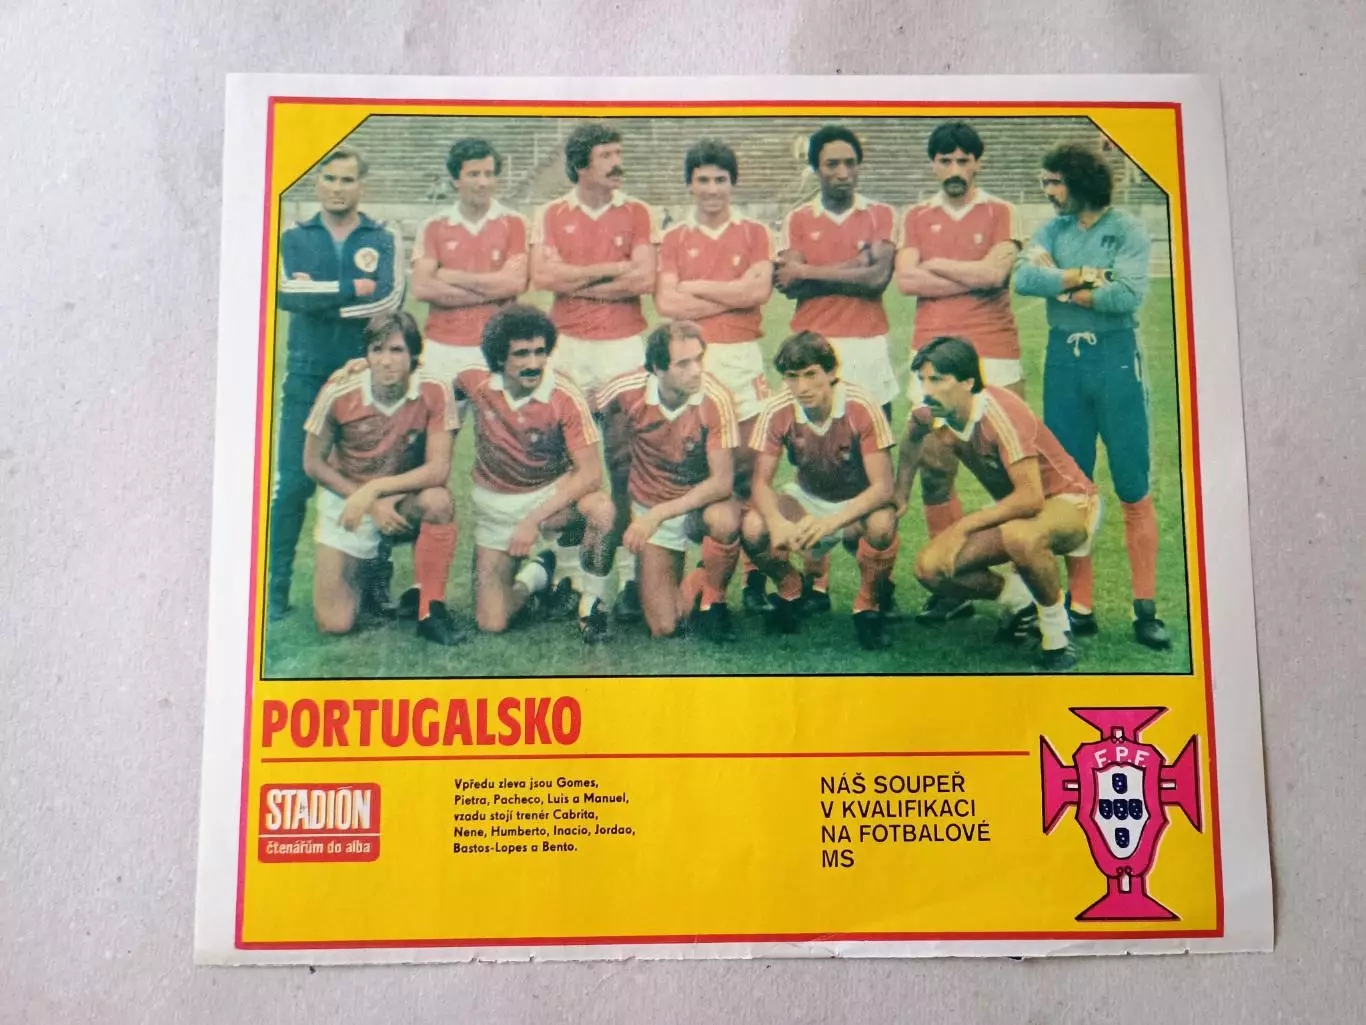 PORTUGALSKO
STADIÓN
čtenářům do alba
Vpředu zleva jsou Gomes,
Pietra, Pacheco, Luis a Manuel,
vzadu stojí trenér Cabrita,
Nene, Humberto, Inacio, Jordao,
Bastos-Lopes a Bento.
NÁŠ SOUPEŘ
V KVALIFIKACI
NA FOTBALOVÉ
MS
F.P.F.